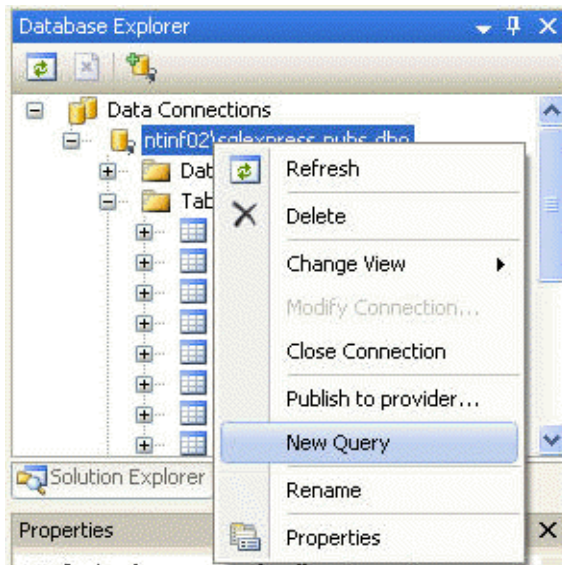 Database Explorer
Data Connections
ntinf02\sqlexpress.pubs.dbo
Dat
Tab
Refresh
Delete
Change View
Modify Connection...
Close Connection
Publish to provider...
New Query
Rename
Properties
Solution Explorer
Properties